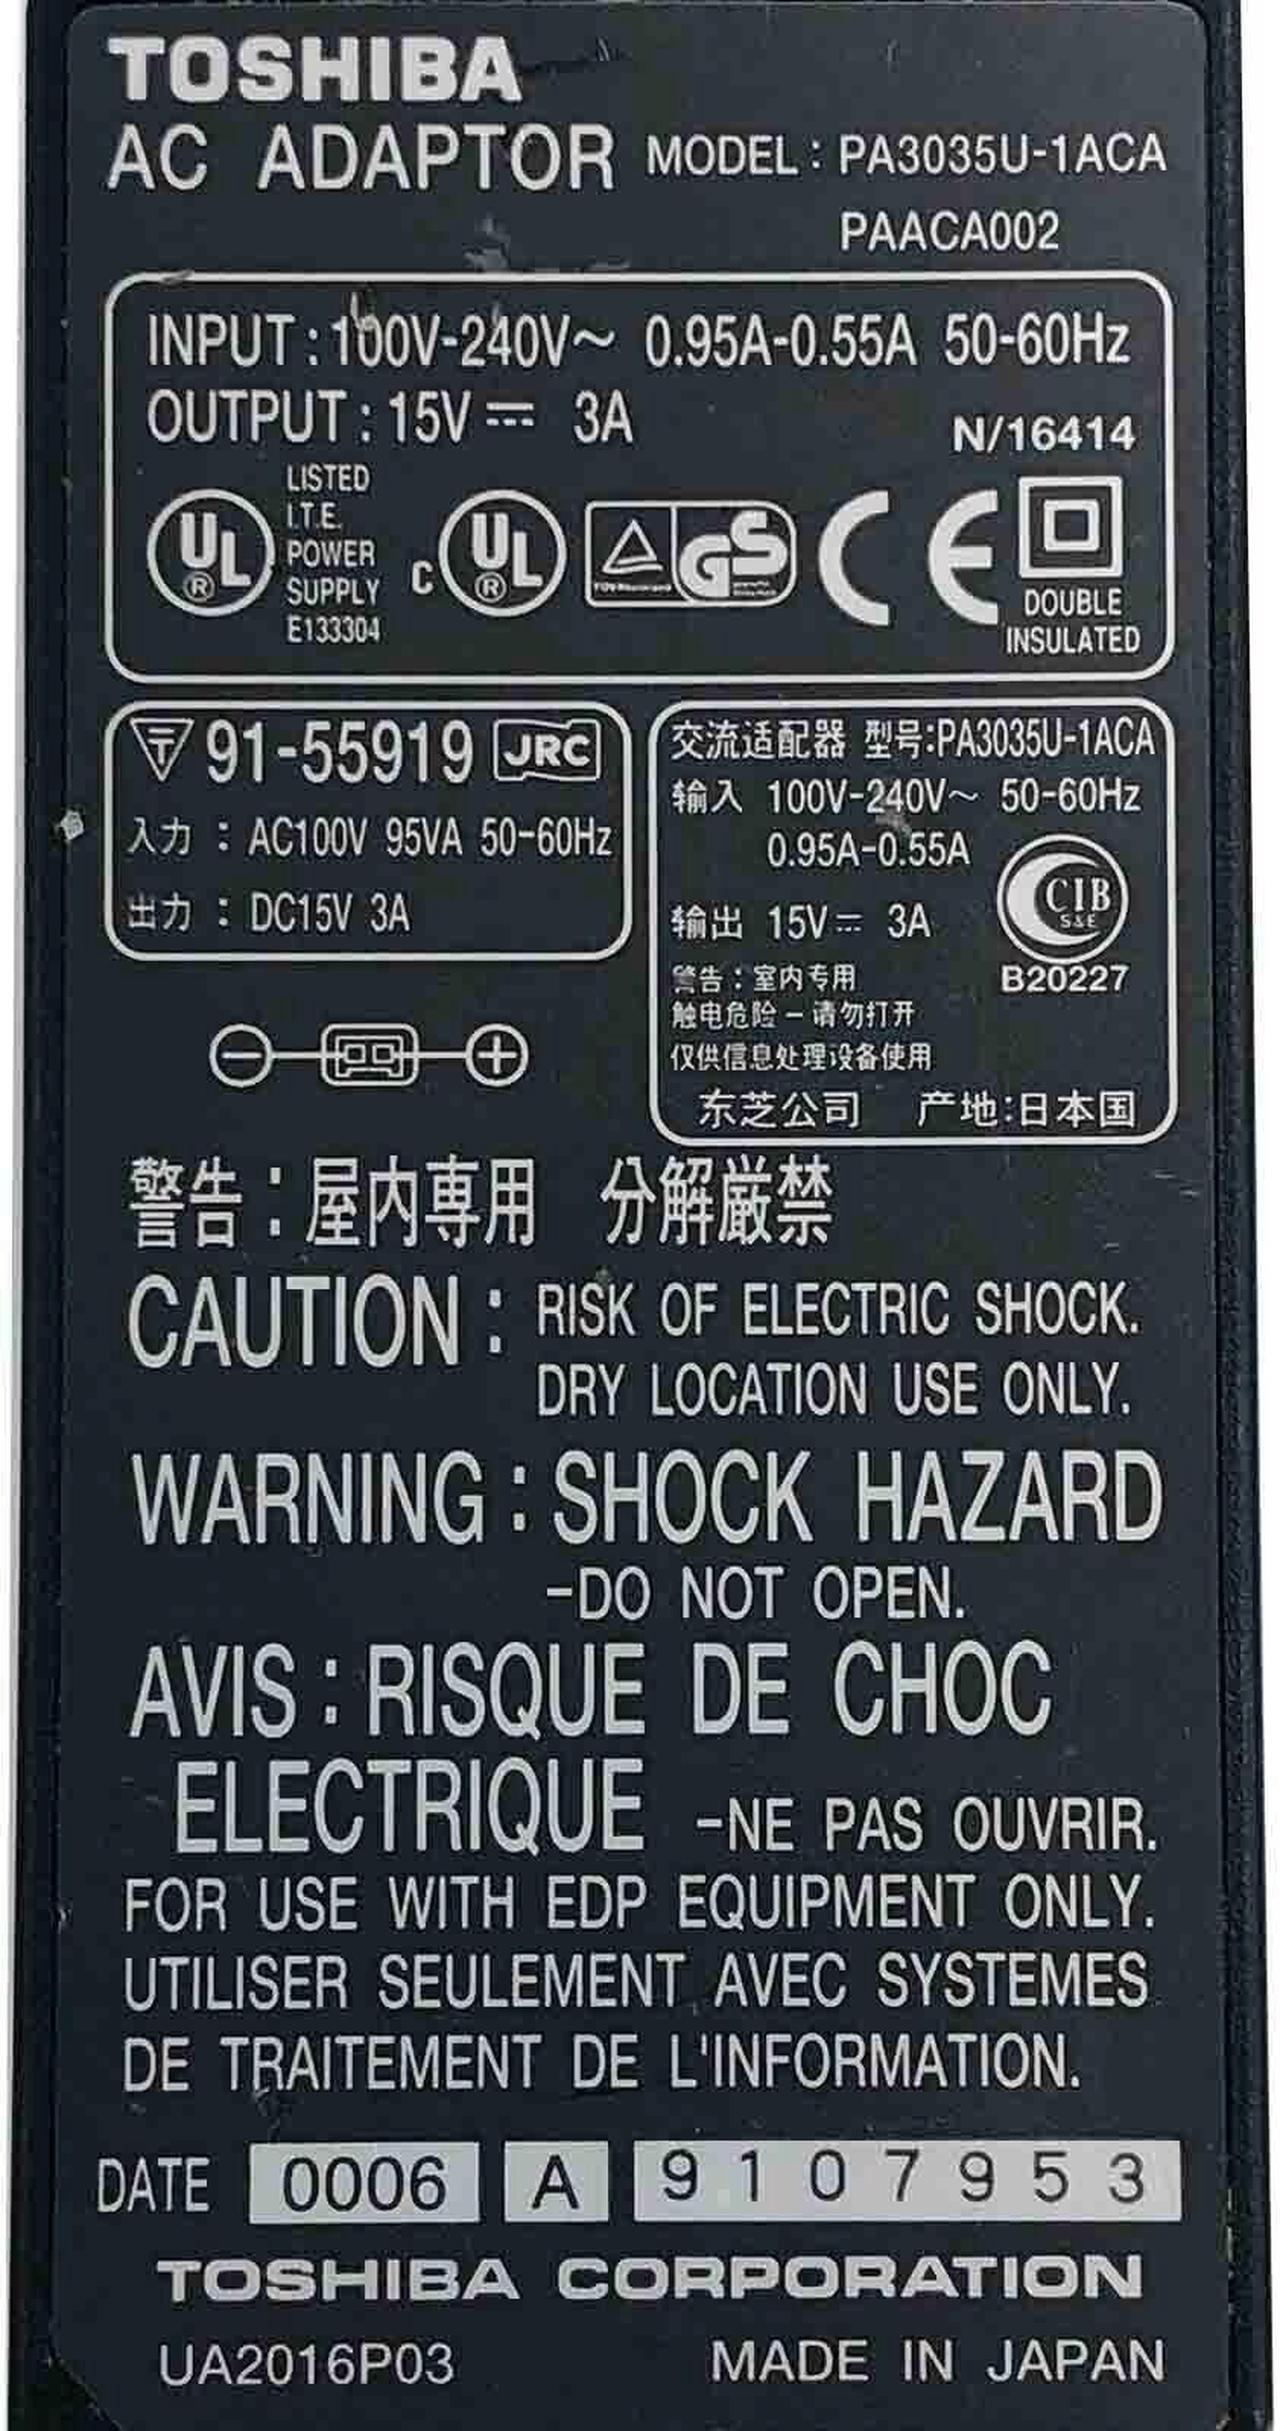 TOSHIBA
AC ADAPTOR MODEL : PA3035U-1ACA
PAACA002
INPUT : 100V-240V～ 0.95A-0.55A 50-60Hz
OUTPUT : 15V⎓ 3A
N/16414
UL ®
LISTED
I.T.E.
POWER
SUPPLY
E133304
C UL ®
GS
CE
DOUBLE
INSULATED
T 91-55919 JRC
入力 : AC100V 95VA 50-60Hz
出力 : DC15V 3A
交流适配器 型号:PA3035U-1ACA
输入 100V-240V～ 50-60Hz
0.95A-0.55A
输出 15V⎓ 3A
CIB
S&E
B20227
警告：室内专用
触电危险－请勿打开
仅供信息处理设备使用
东芝公司 产地:日本国
警告：屋内専用 分解厳禁
CAUTION : RISK OF ELECTRIC SHOCK.
DRY LOCATION USE ONLY.
WARNING : SHOCK HAZARD
-DO NOT OPEN.
AVIS : RISQUE DE CHOC
ELECTRIQUE -NE PAS OUVRIR.
FOR USE WITH EDP EQUIPMENT ONLY.
UTILISER SEULEMENT AVEC SYSTEMES
DE TRAITEMENT DE L'INFORMATION.
DATE 0006 A 9107953
TOSHIBA CORPORATION
UA2016P03 MADE IN JAPAN